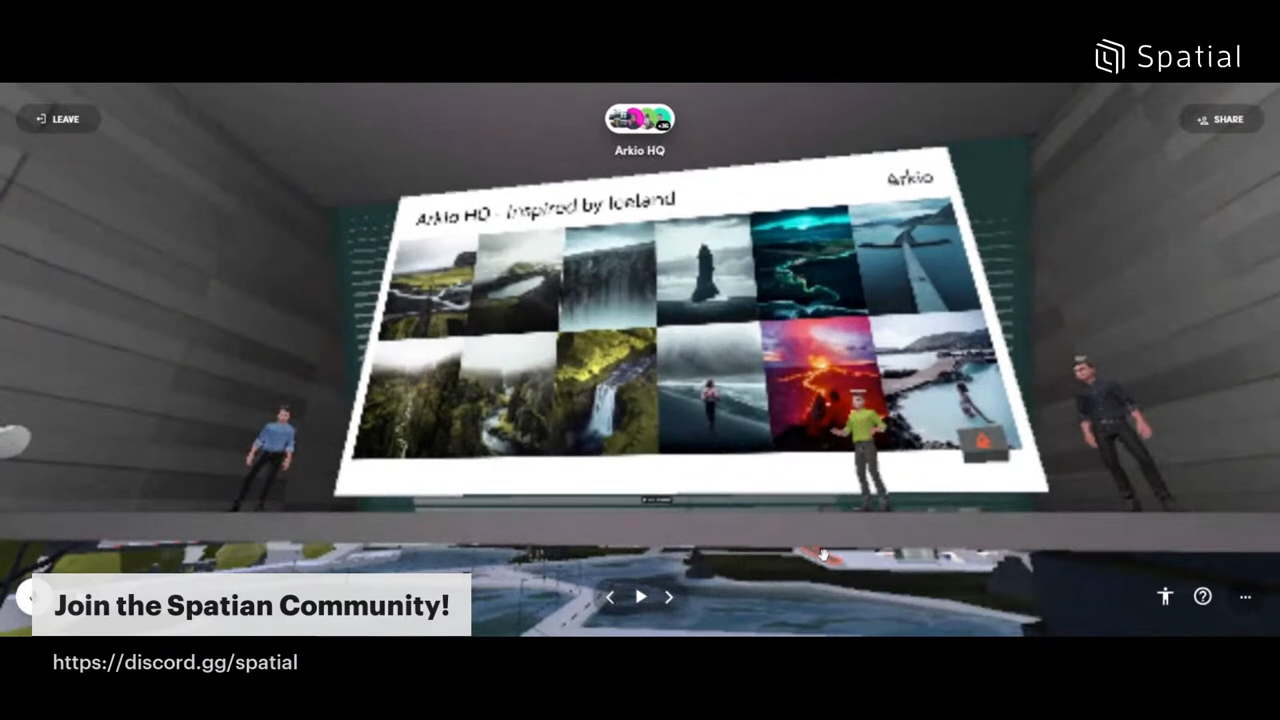 Spatial
LEAVE
+36
SHARE
Arkio HQ
Arkio
Arkio HQ - Inspired by Iceland
Join the Spatian Community!
https://discord.gg/spatial